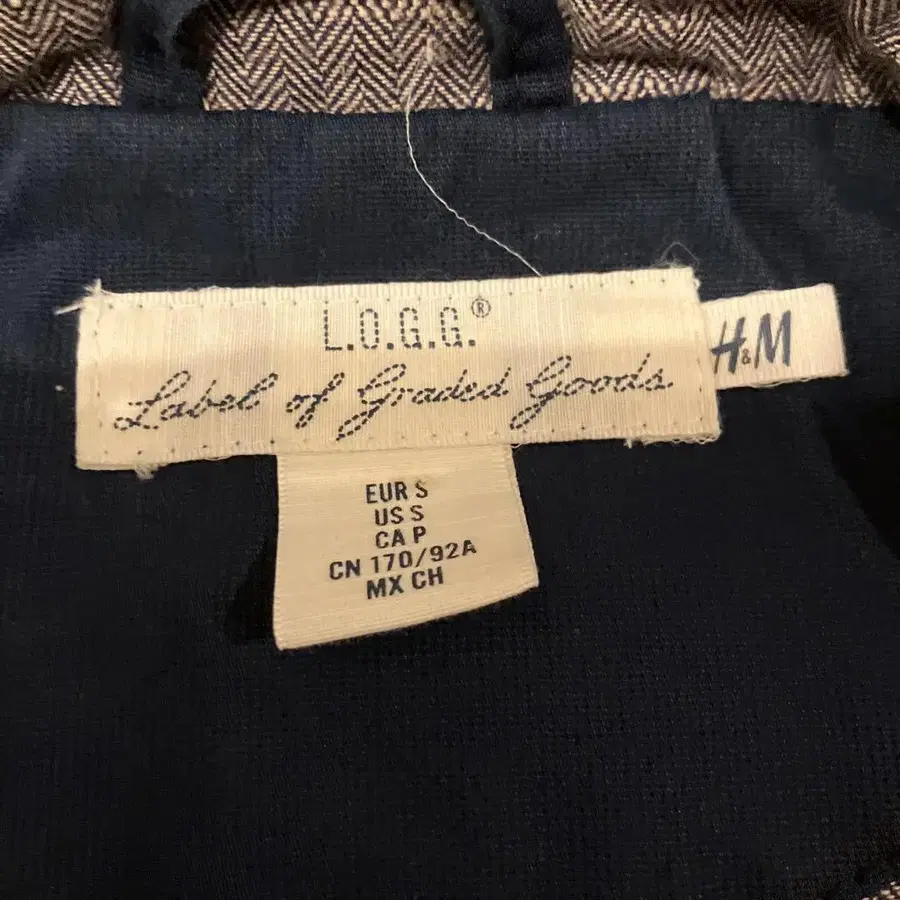 L.O.G.G.®
Label of Graded Goods
H&M
EUR S
US S
CA P
CN 170/92A
MX CH